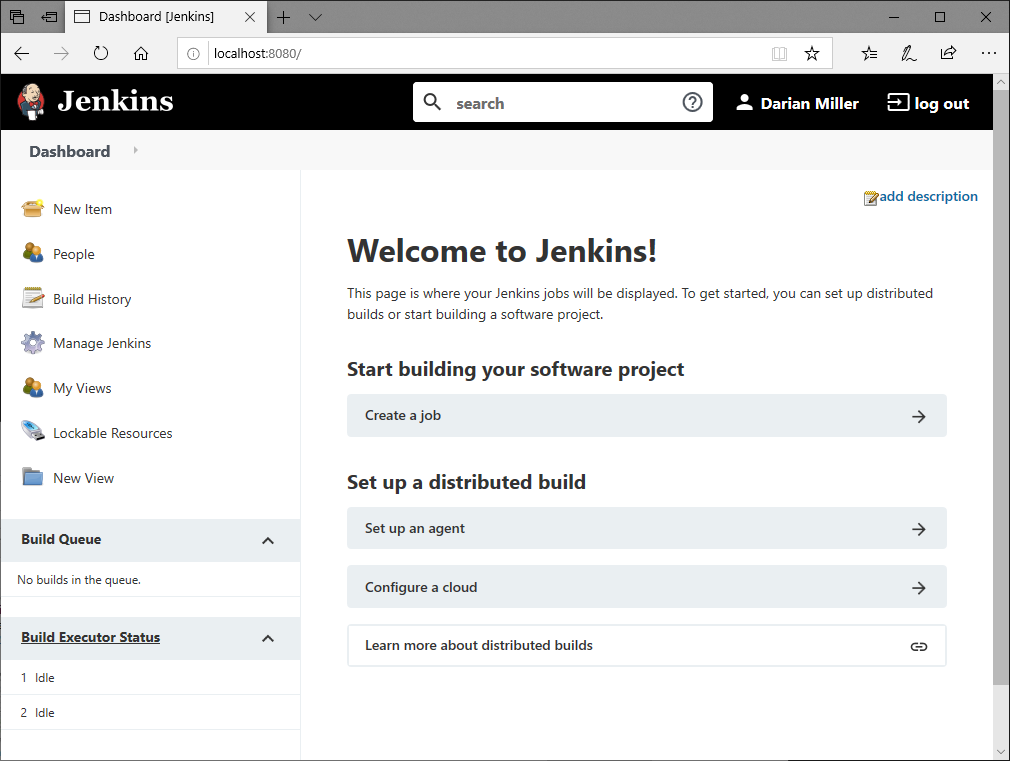 Dashboard [Jenkins]
localhost:8080/
Jenkins
search
Darian Miller
log out
Dashboard
New Item
People
Build History
Manage Jenkins
My Views
Lockable Resources
New View
Build Queue
No builds in the queue.
Build Executor Status
1 Idle
2 Idle
add description
Welcome to Jenkins!
This page is where your Jenkins jobs will be displayed. To get started, you can set up distributed
builds or start building a software project.
Start building your software project
Create a job
Set up a distributed build
Set up an agent
Configure a cloud
Learn more about distributed builds